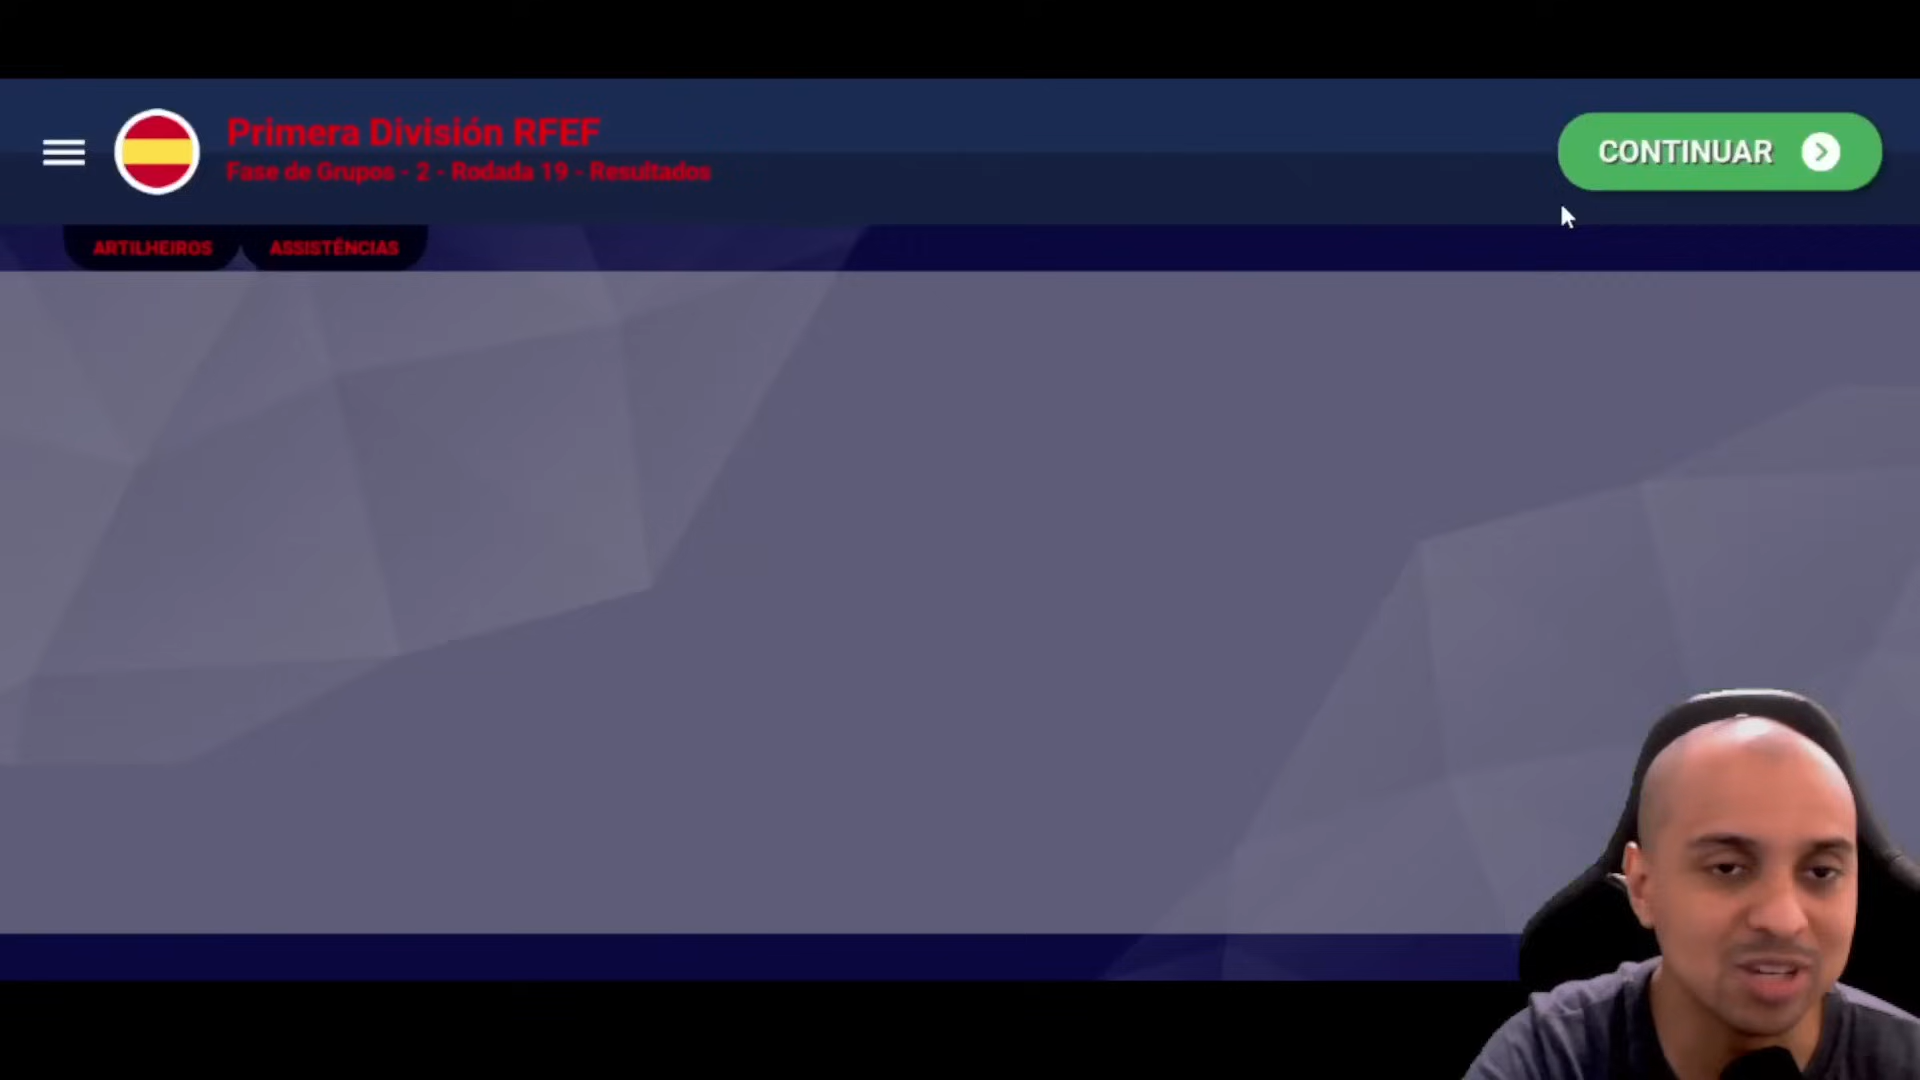 Primera División RFEF
Fase de Grupos - 2 - Rodada 19 - Resultados
CONTINUAR
ARTILHEIROS
ASSISTÊNCIAS